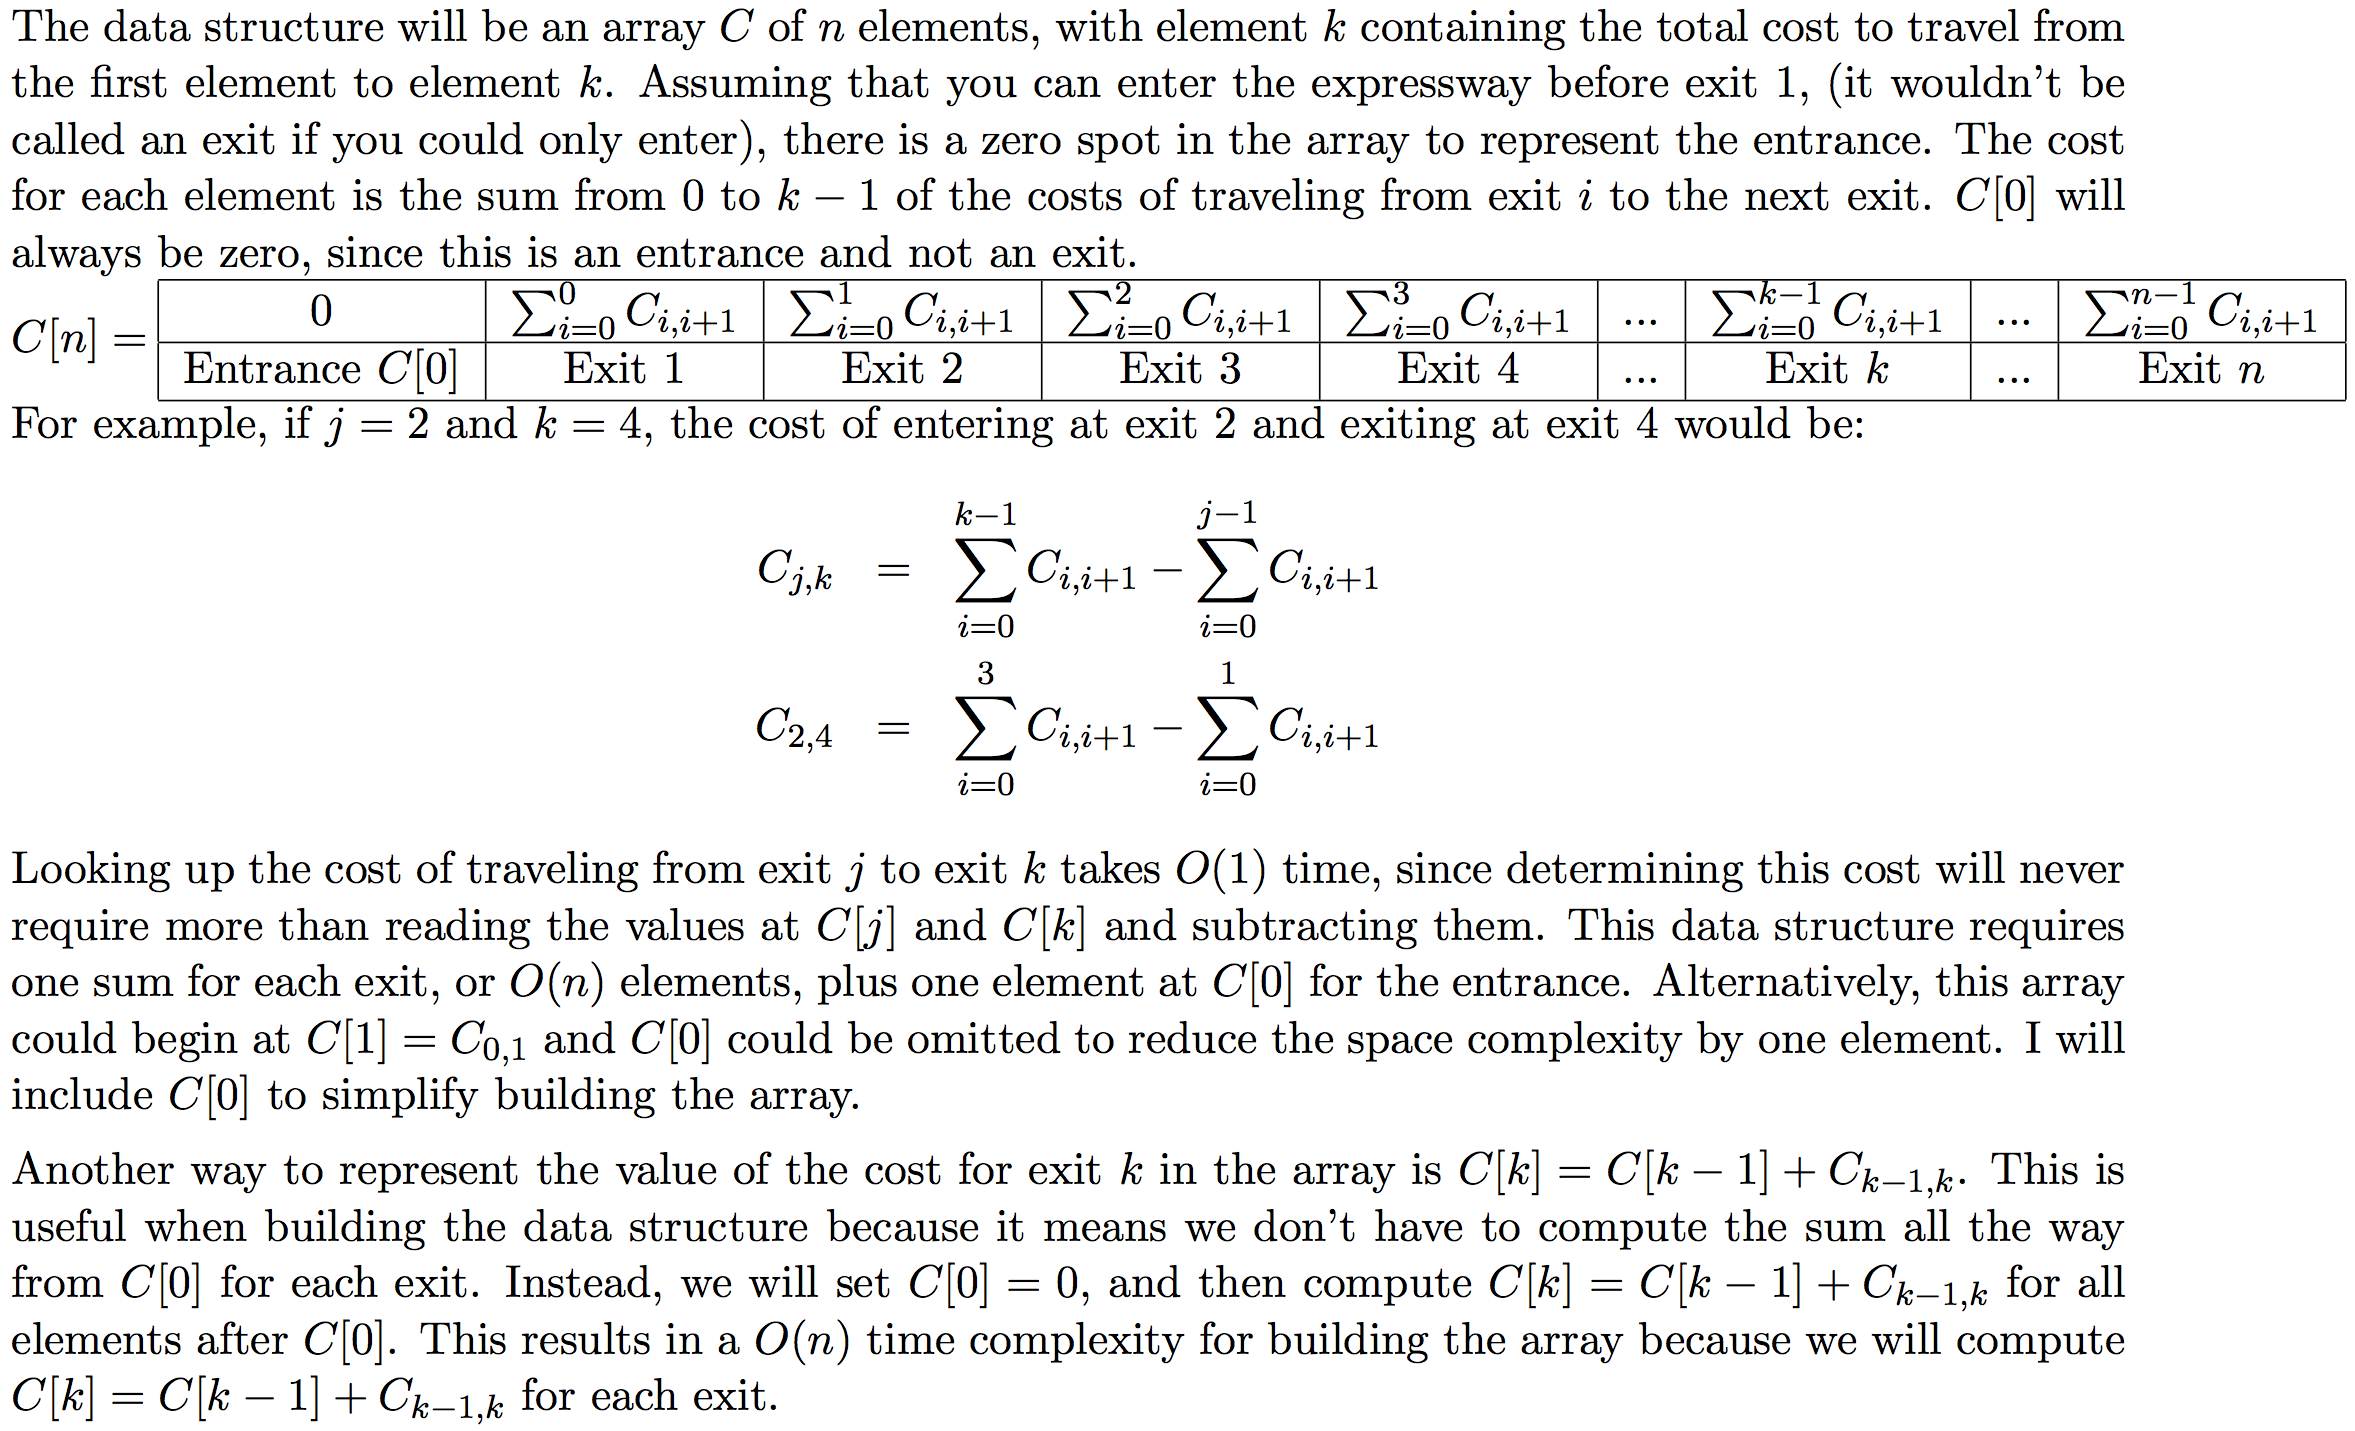 The data structure will be an array C of n elements, with element k containing the total cost to travel from
the first element to element k. Assuming that you can enter the expressway before exit 1, (it wouldn't be
called an exit if you could only enter), there is a zero spot in the array to represent the entrance. The cost
for each element is the sum from 0 to k − 1 of the costs of traveling from exit i to the next exit. C[0] will
always be zero, since this is an entrance and not an exit.
C[n] = | 0 | ∑_{i=0}^{0} C_{i,i+1} | ∑_{i=0}^{1} C_{i,i+1} | ∑_{i=0}^{2} C_{i,i+1} | ∑_{i=0}^{3} C_{i,i+1} | ... | ∑_{i=0}^{k−1} C_{i,i+1} | ... | ∑_{i=0}^{n−1} C_{i,i+1}
Entrance C[0] | Exit 1 | Exit 2 | Exit 3 | Exit 4 | ... | Exit k | ... | Exit n
For example, if j = 2 and k = 4, the cost of entering at exit 2 and exiting at exit 4 would be:
C_{j,k} = ∑_{i=0}^{k−1} C_{i,i+1} − ∑_{i=0}^{j−1} C_{i,i+1}
C_{2,4} = ∑_{i=0}^{3} C_{i,i+1} − ∑_{i=0}^{1} C_{i,i+1}
Looking up the cost of traveling from exit j to exit k takes O(1) time, since determining this cost will never
require more than reading the values at C[j] and C[k] and subtracting them. This data structure requires
one sum for each exit, or O(n) elements, plus one element at C[0] for the entrance. Alternatively, this array
could begin at C[1] = C_{0,1} and C[0] could be omitted to reduce the space complexity by one element. I will
include C[0] to simplify building the array.
Another way to represent the value of the cost for exit k in the array is C[k] = C[k − 1] + C_{k−1,k}. This is
useful when building the data structure because it means we don't have to compute the sum all the way
from C[0] for each exit. Instead, we will set C[0] = 0, and then compute C[k] = C[k − 1] + C_{k−1,k} for all
elements after C[0]. This results in a O(n) time complexity for building the array because we will compute
C[k] = C[k − 1] + C_{k−1,k} for each exit.